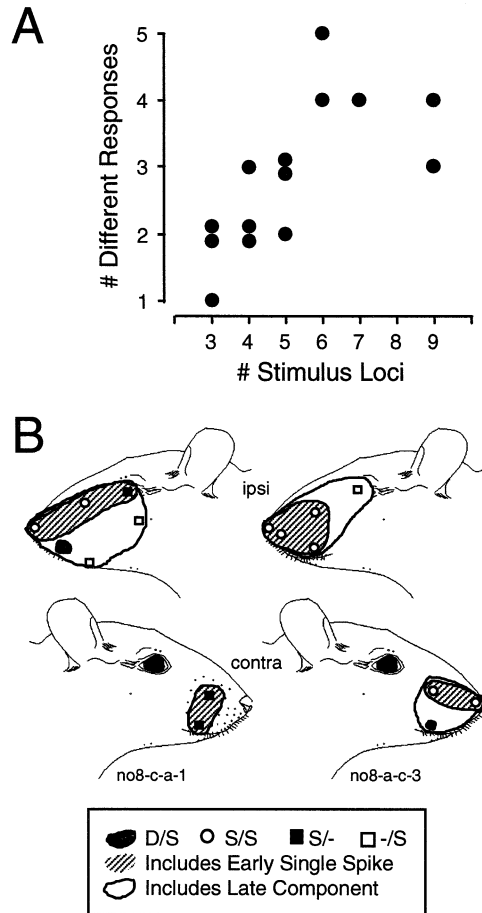 A
# Different Responses
5
4
3
2
1
3 4 5 6 7 8 9
# Stimulus Loci
B
ipsi
contra
no8-c-a-1
no8-a-c-3
D/S S/S S/- -/S
Includes Early Single Spike
Includes Late Component